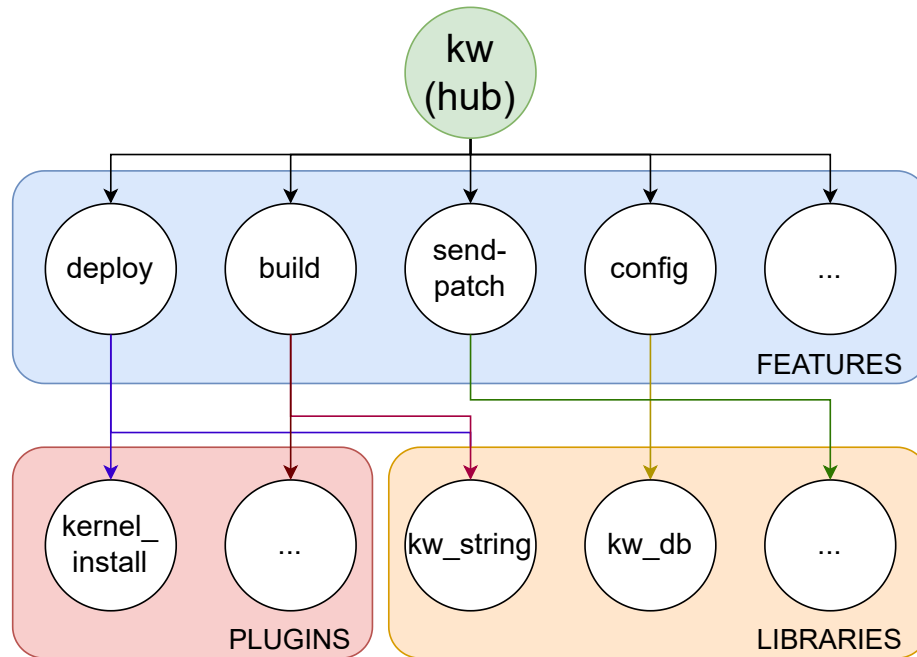 kw
(hub)
deploy
build
send-
patch
config
...
FEATURES
kernel_
install
...
kw_string
kw_db
...
PLUGINS
LIBRARIES